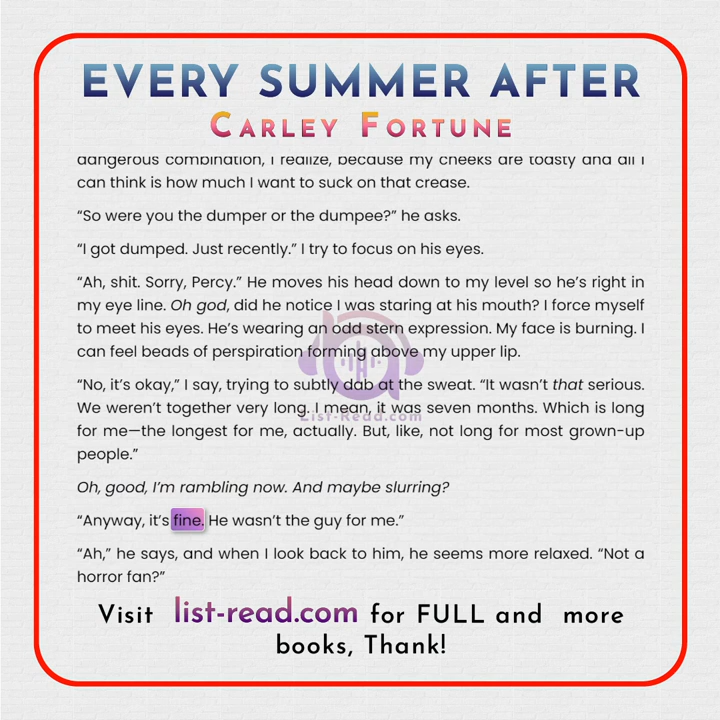 EVERY SUMMER AFTER
CARLEY FORTUNE
dangerous combination, I realize, because my cheeks are toasty and all I
can think is how much I want to suck on that crease.
“So were you the dumper or the dumpee?” he asks.
“I got dumped. Just recently.” I try to focus on his eyes.
“Ah, shit. Sorry, Percy.” He moves his head down to my level so he’s right in
my eye line. Oh god, did he notice I was staring at his mouth? I force myself
to meet his eyes. He’s wearing an odd stern expression. My face is burning. I
can feel beads of perspiration forming above my upper lip.
“No, it’s okay,” I say, trying to subtly dab at the sweat. “It wasn’t that serious.
We weren’t together very long. I mean, it was seven months. Which is long
List-Read.com
for me—the longest for me, actually. But, like, not long for most grown-up
people.”
Oh, good, I’m rambling now. And maybe slurring?
“Anyway, it’s fine. He wasn’t the guy for me.”
“Ah,” he says, and when I look back to him, he seems more relaxed. “Not a
horror fan?”
Visit list-read.com for FULL and more
books, Thank!